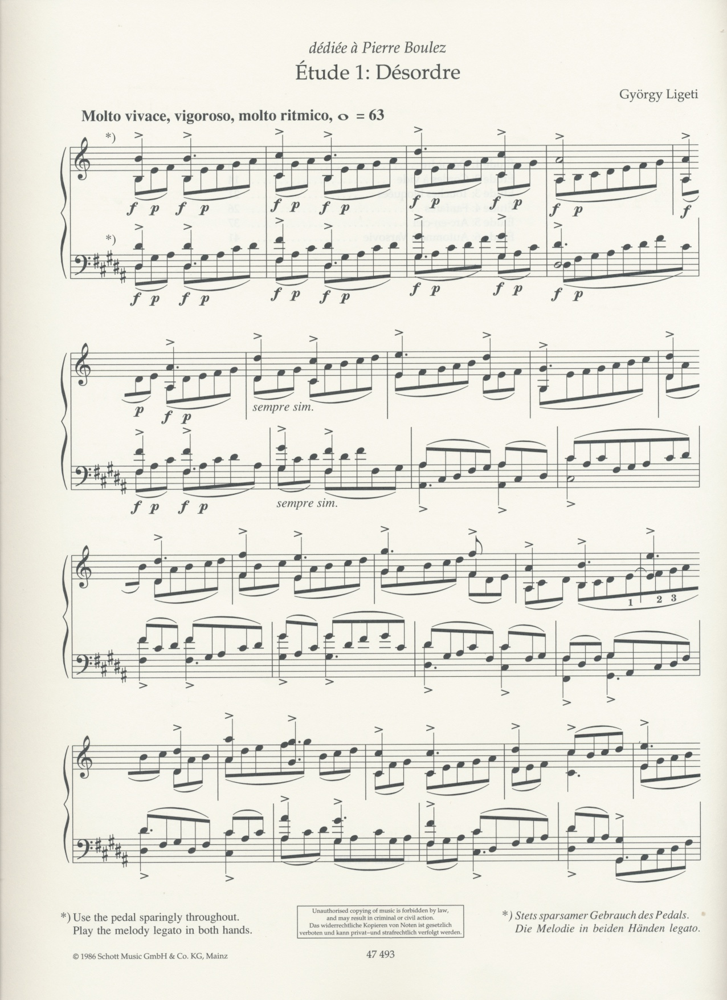 dédiée à Pierre Boulez
Étude 1: Désordre
György Ligeti
Molto vivace, vigoroso, molto ritmico, 𝅝 = 63
*)
f p f p f p f p f p f p f p f
*)
f p f p f p f p f p f p f p
p f p
sempre sim.
f p f p
sempre sim.
1 2 3
*) Use the pedal sparingly throughout.
Play the melody legato in both hands.
Unauthorised copying of music is forbidden by law,
and may result in criminal or civil action.
Das widerrechtliche Kopieren von Noten ist gesetzlich
verboten und kann privat–und strafrechtlich verfolgt werden.
*) Stets sparsamer Gebrauch des Pedals.
Die Melodie in beiden Händen legato.
© 1986 Schott Music GmbH & Co. KG, Mainz
47 493